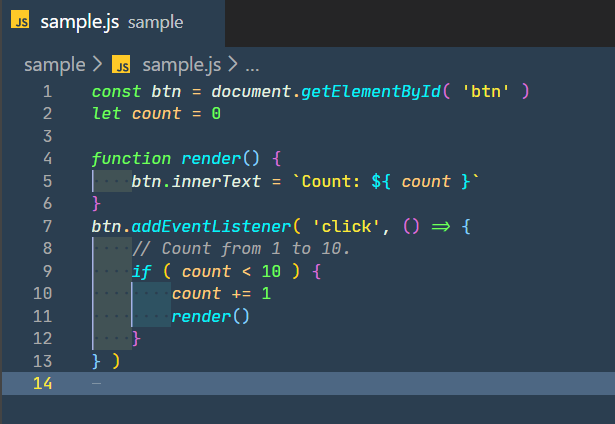 JS sample.js sample
sample > JS sample.js > ...
1 const btn = document.getElementById( 'btn' )
2 let count = 0
3
4 function render() {
5     btn.innerText = `Count: ${ count }`
6 }
7 btn.addEventListener( 'click', () => {
8     // Count from 1 to 10.
9     if ( count < 10 ) {
10         count += 1
11         render()
12     }
13 } )
14